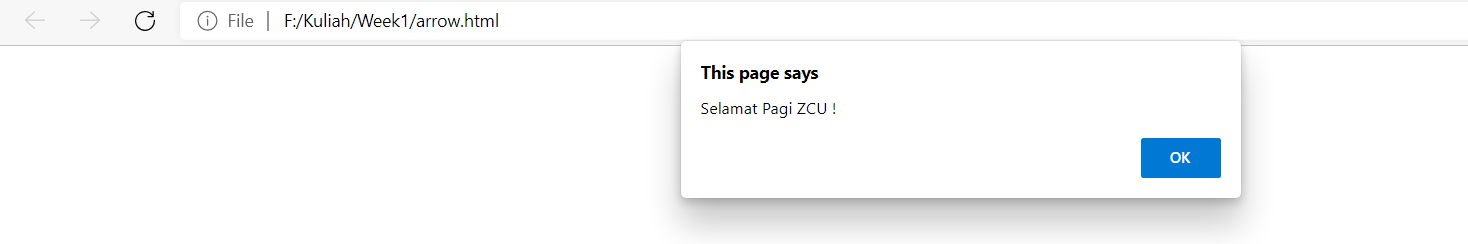 File | F:/Kuliah/Week1/arrow.html
This page says
Selamat Pagi ZCU !
OK